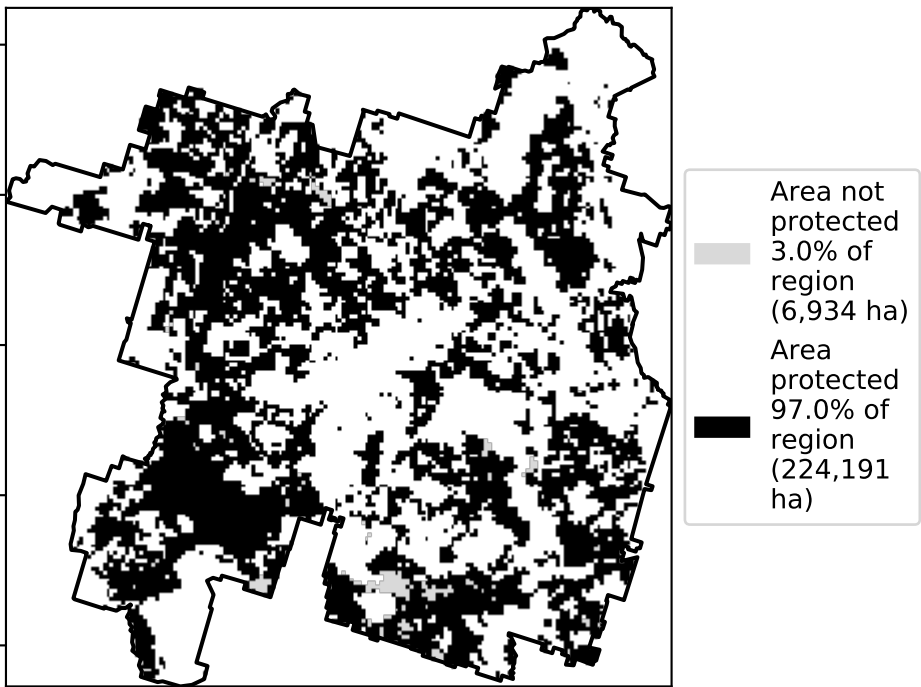 Area not
protected
3.0% of
region
(6,934 ha)
Area
protected
97.0% of
region
(224,191
ha)